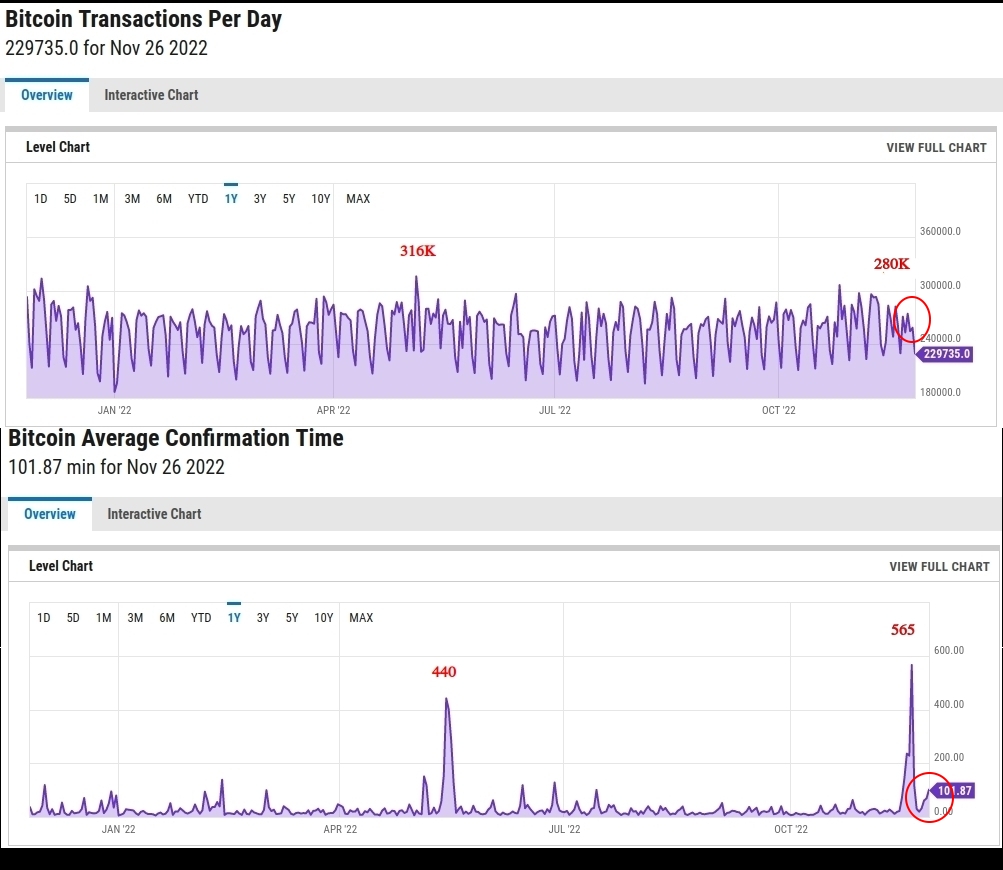 Bitcoin Transactions Per Day
229735.0 for Nov 26 2022
Overview Interactive Chart
Level Chart VIEW FULL CHART
1D 5D 1M 3M 6M YTD 1Y 3Y 5Y 10Y MAX
360000.0
316K
280K
300000.0
240000.0
229735.0
180000.0
JAN '22 APR '22 JUL '22 OCT '22
Bitcoin Average Confirmation Time
101.87 min for Nov 26 2022
Overview Interactive Chart
Level Chart VIEW FULL CHART
1D 5D 1M 3M 6M YTD 1Y 3Y 5Y 10Y MAX
565
600.00
440
400.00
200.00
101.87
0.00
JAN '22 APR '22 JUL '22 OCT '22